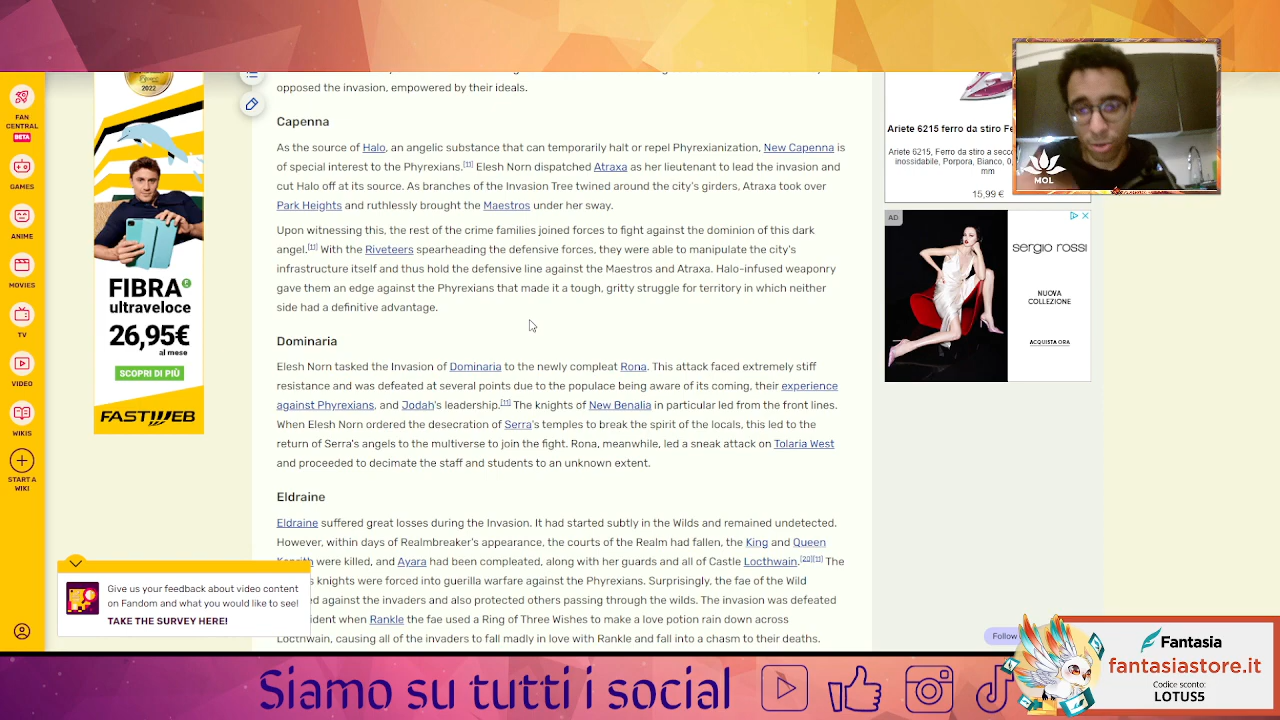 2022
opposed the invasion, empowered by their ideals.
FAN
CENTRAL
BETA
GAMES
ANIME
MOVIES
TV
VIDEO
WIKIS
START A
WIKI
FIBRA
ultraveloce
26,95€
al mese
SCOPRI DI PIÙ
FASTWEB
Capenna
As the source of Halo, an angelic substance that can temporarily halt or repel Phyrexianization, New Capenna is
of special interest to the Phyrexians.[11] Elesh Norn dispatched Atraxa as her lieutenant to lead the invasion and
cut Halo off at its source. As branches of the Invasion Tree twined around the city's girders, Atraxa took over
Park Heights and ruthlessly brought the Maestros under her sway.
Upon witnessing this, the rest of the crime families joined forces to fight against the dominion of this dark
angel.[11] With the Riveteers spearheading the defensive forces, they were able to manipulate the city's
infrastructure itself and thus hold the defensive line against the Maestros and Atraxa. Halo-infused weaponry
gave them an edge against the Phyrexians that made it a tough, gritty struggle for territory in which neither
side had a definitive advantage.
Dominaria
Elesh Norn tasked the Invasion of Dominaria to the newly compleat Rona. This attack faced extremely stiff
resistance and was defeated at several points due to the populace being aware of its coming, their experience
against Phyrexians, and Jodah's leadership.[11] The knights of New Benalia in particular led from the front lines.
When Elesh Norn ordered the desecration of Serra's temples to break the spirit of the locals, this led to the
return of Serra's angels to the multiverse to join the fight. Rona, meanwhile, led a sneak attack on Tolaria West
and proceeded to decimate the staff and students to an unknown extent.
Eldraine
Eldraine suffered great losses during the Invasion. It had started subtly in the Wilds and remained undetected.
However, within days of Realmbreaker's appearance, the courts of the Realm had fallen, the King and Queen
were killed, and Ayara had been compleated, along with her guards and all of Castle Locthwain.[20][11] The
knights were forced into guerilla warfare against the Phyrexians. Surprisingly, the fae of the Wild
against the invaders and also protected others passing through the wilds. The invasion was defeated
when Rankle the fae used a Ring of Three Wishes to make a love potion rain down across
Locthwain, causing all of the invaders to fall madly in love with Rankle and fall into a chasm to their deaths.
Give us your feedback about video content
on Fandom and what you would like to see!
TAKE THE SURVEY HERE!
Ariete 6215 ferro da stiro Fe
Ariete 6215, Ferro da stiro a secco
inossidabile, Porpora, Bianco, 0,
mm
15,99 €
MOL
AD
sergio rossi
NUOVA
COLLEZIONE
ACQUISTA ORA
Follow
Siamo su tutti i social
Fantasia
fantasiastore.it
Codice sconto:
LOTUS5